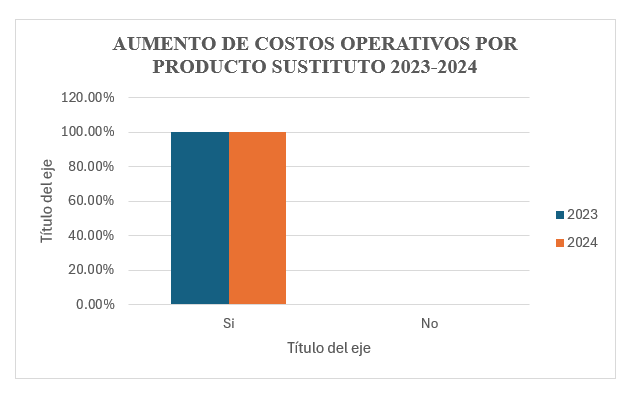 AUMENTO DE COSTOS OPERATIVOS POR
PRODUCTO SUSTITUTO 2023-2024
120.00%
100.00%
80.00%
60.00%
40.00%
20.00%
0.00%
Título del eje
Si
No
Título del eje
2023
2024